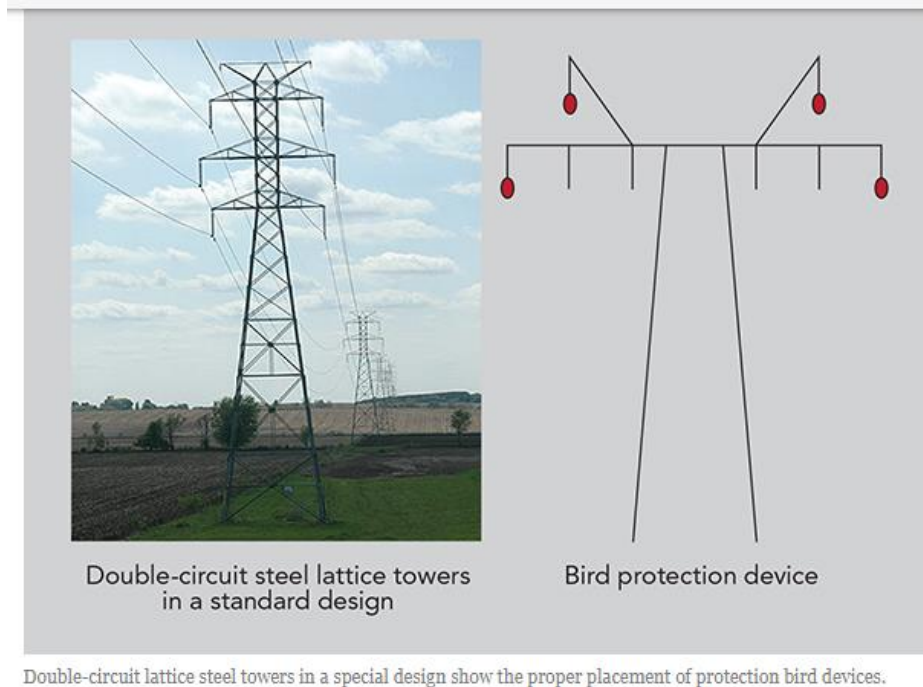 Double-circuit steel lattice towers
in a standard design
Bird protection device
Double-circuit lattice steel towers in a special design show the proper placement of protection bird devices.